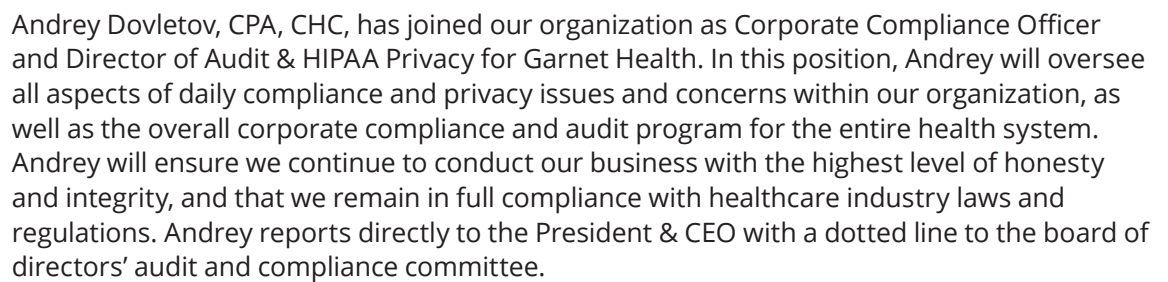 Andrey Dovletov, CPA, CHC, has joined our organization as Corporate Compliance Officer
and Director of Audit & HIPAA Privacy for Garnet Health. In this position, Andrey will oversee
all aspects of daily compliance and privacy issues and concerns within our organization, as
well as the overall corporate compliance and audit program for the entire health system.
Andrey will ensure we continue to conduct our business with the highest level of honesty
and integrity, and that we remain in full compliance with healthcare industry laws and
regulations. Andrey reports directly to the President & CEO with a dotted line to the board of
directors’ audit and compliance committee.